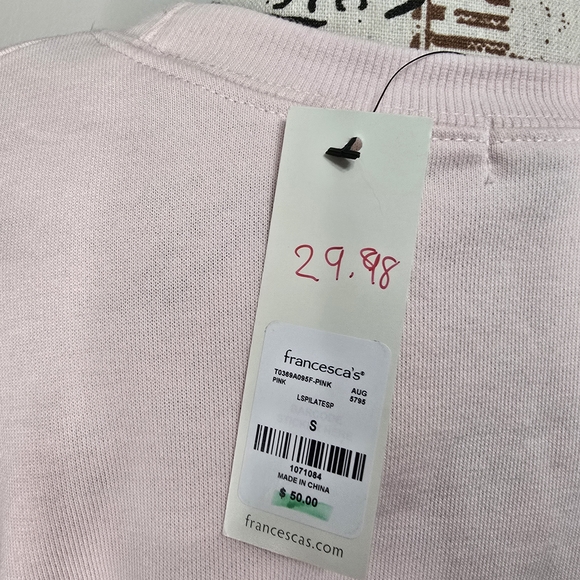 29.98
francesca's®
T0369A095F-PINK AUG
PINK 5795
LSPILATESP
S
1071084
MADE IN CHINA
$ 50.00
francescas.com